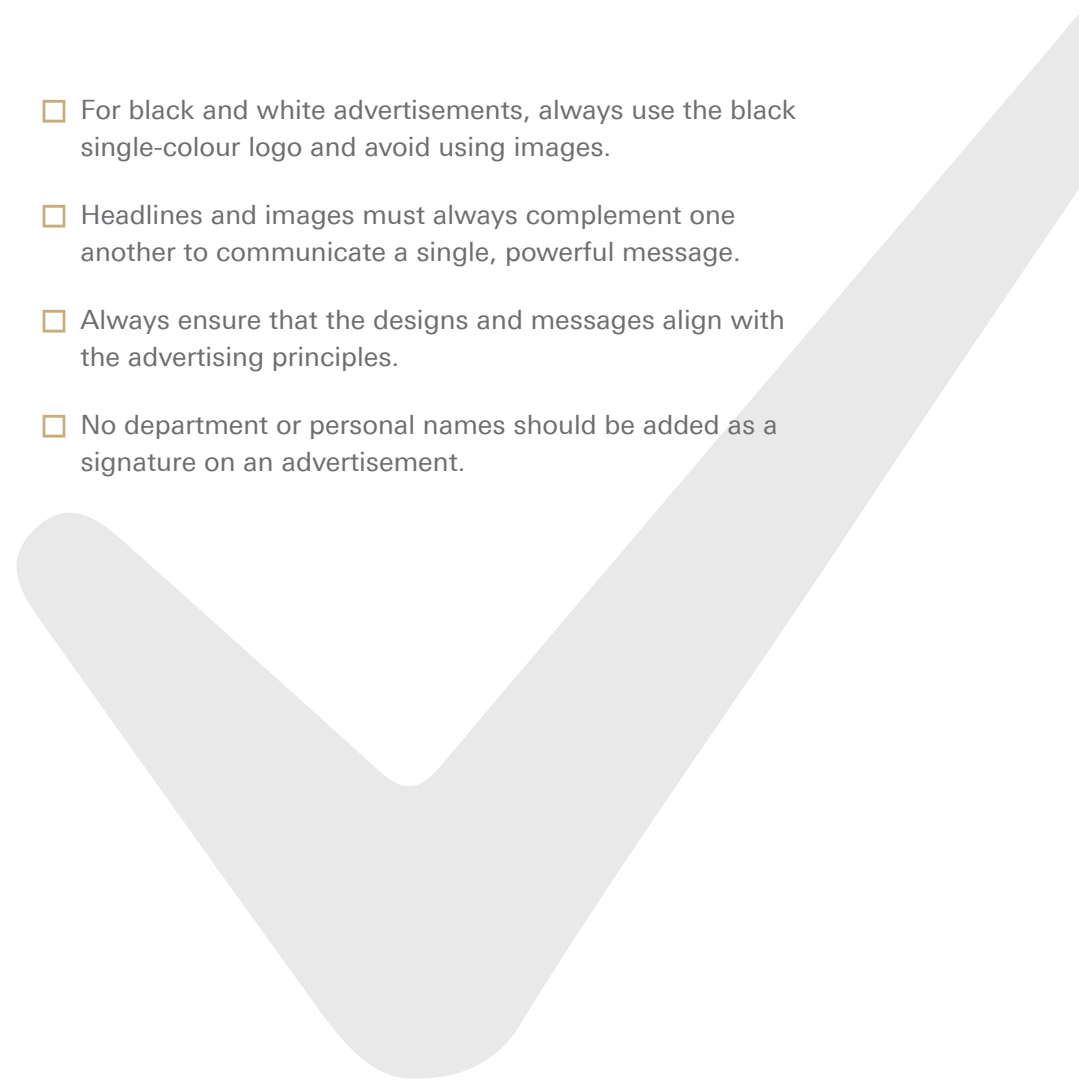 For black and white advertisements, always use the black
single-colour logo and avoid using images.
Headlines and images must always complement one
another to communicate a single, powerful message.
Always ensure that the designs and messages align with
the advertising principles.
No department or personal names should be added as a
signature on an advertisement.